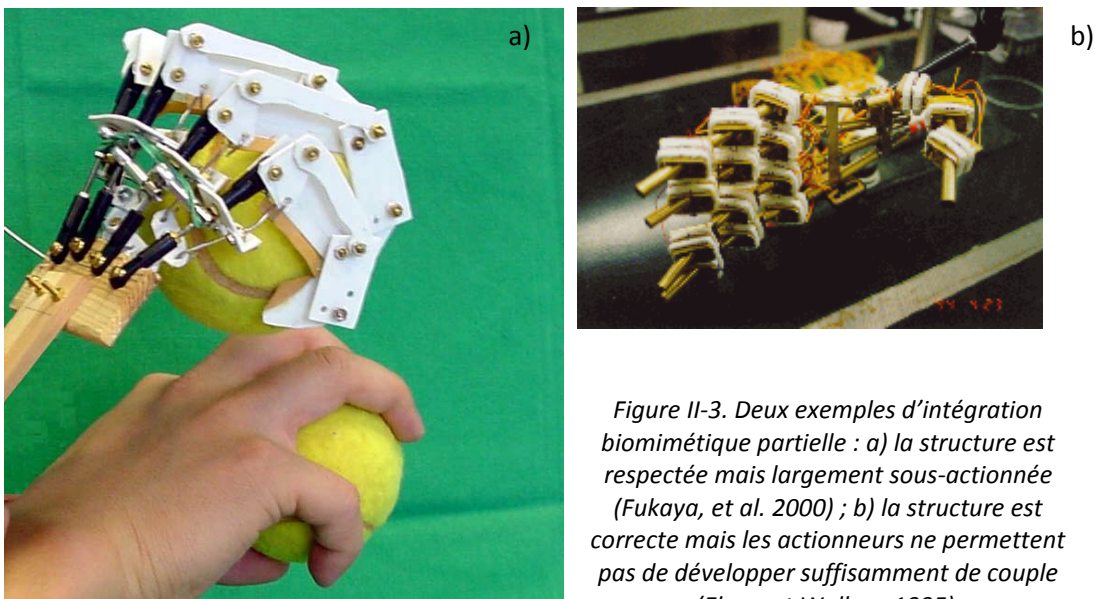 a)
b)
Figure II-3. Deux exemples d'intégration
biomimétique partielle : a) la structure est
respectée mais largement sous-actionnée
(Fukaya, et al. 2000) ; b) la structure est
correcte mais les actionneurs ne permettent
pas de développer suffisamment de couple